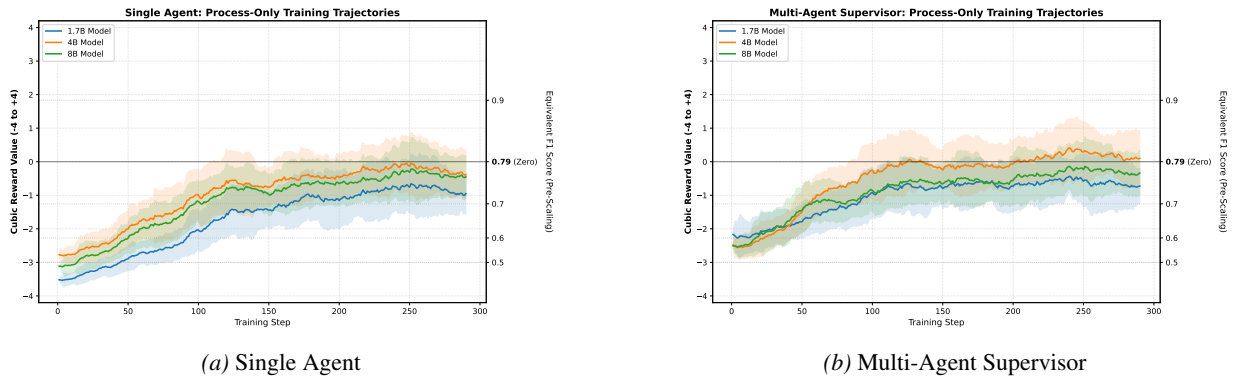 Single Agent: Process-Only Training Trajectories
1.7B Model
4B Model
8B Model
Cubic Reward Value (-4 to +4)
4
3
2
1
0
−1
−2
−3
−4
0.9
0.79 (Zero)
0.7
0.6
0.5
Equivalent F1 Score (Pre-Scaling)
0 50 100 150 200 250 300
Training Step
(a) Single Agent
Multi-Agent Supervisor: Process-Only Training Trajectories
1.7B Model
4B Model
8B Model
Cubic Reward Value (-4 to +4)
4
3
2
1
0
−1
−2
−3
−4
0.9
0.79 (Zero)
0.7
0.6
0.5
Equivalent F1 Score (Pre-Scaling)
0 50 100 150 200 250 300
Training Step
(b) Multi-Agent Supervisor